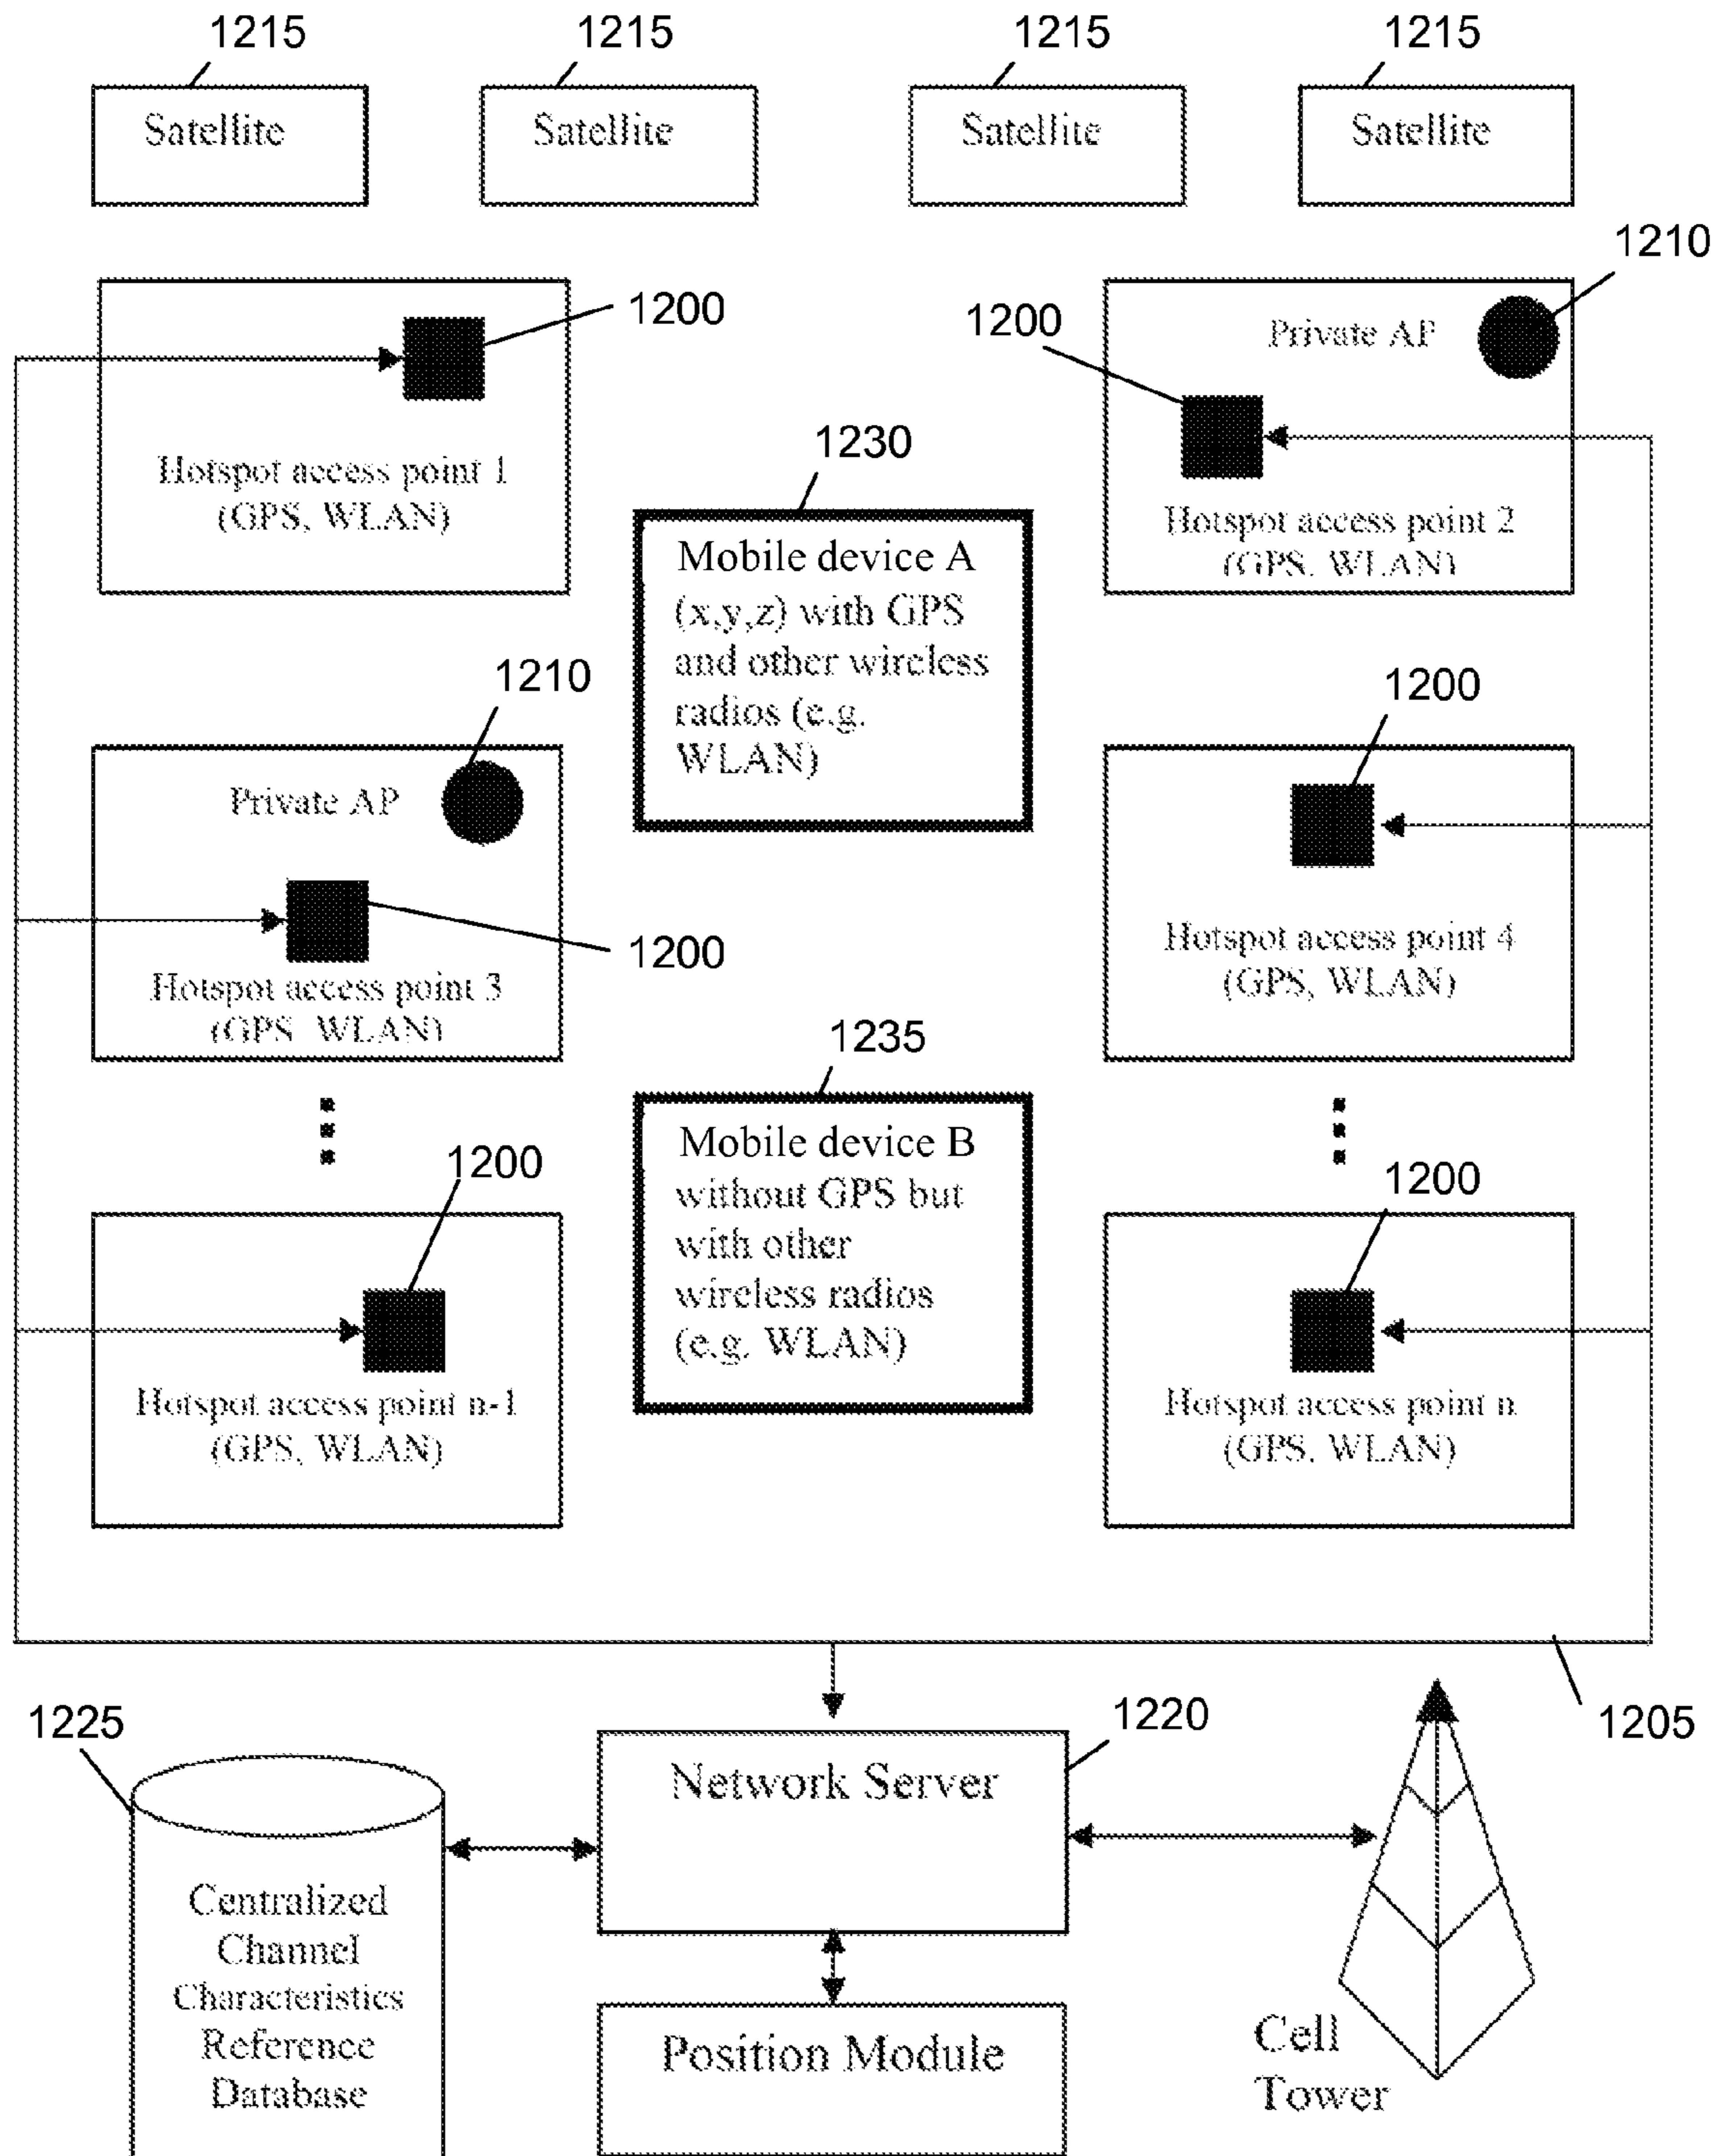 1215 1215 1215 1215
Satellite Satellite Satellite Satellite
1210
1200
Hotspot access point 1
(GPS, WLAN)
1200
Private AP
Hotspot access point 2
(GPS, WLAN)
1230
Mobile device A
(x,y,z) with GPS
and other wireless
radios (e.g.
WLAN)
1210
Private AP
1200
Hotspot access point 3
(GPS, WLAN)
1200
Hotspot access point 4
(GPS, WLAN)
1235
Mobile device B
without GPS but
with other
wireless radios
(e.g. WLAN)
1200
Hotspot access point n-1
(GPS, WLAN)
1200
Hotspot access point n
(GPS, WLAN)
1205
1225
Centralized
Channel
Characteristics
Reference
Database
1220
Network Server
Position Module
Cell
Tower